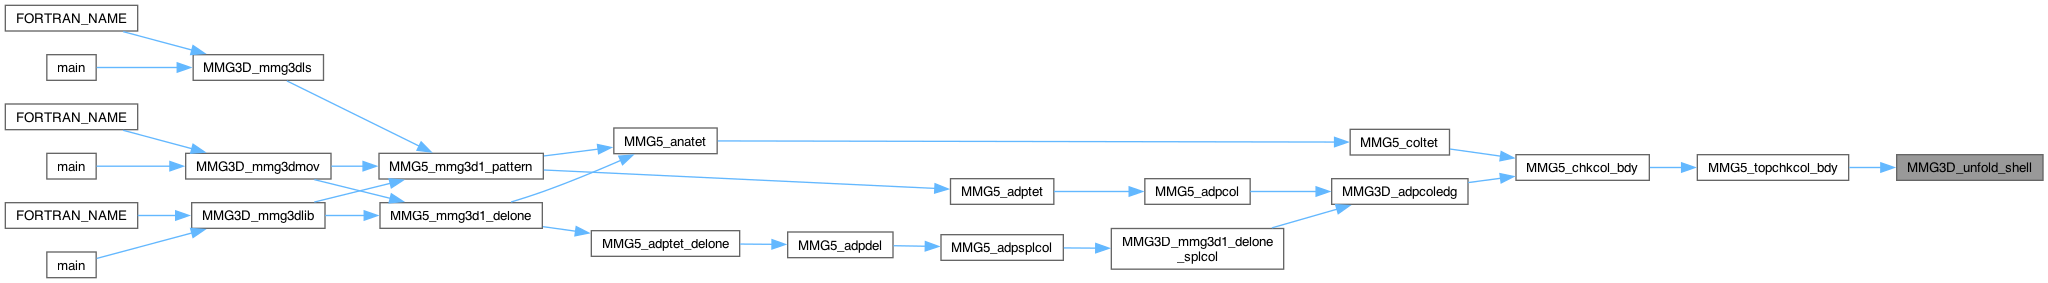 FORTRAN_NAME
main
MMG3D_mmg3dls
FORTRAN_NAME
main
MMG3D_mmg3dmov
FORTRAN_NAME
main
MMG3D_mmg3dlib
MMG5_mmg3d1_pattern
MMG5_mmg3d1_delone
MMG5_anatet
MMG5_adptet_delone
MMG5_adpdel
MMG5_adptet
MMG5_adpsplcol
MMG5_adpcol
MMG3D_mmg3d1_delone
_splcol
MMG5_coltet
MMG3D_adpcoledg
MMG5_chkcol_bdy
MMG5_topchkcol_bdy
MMG3D_unfold_shell